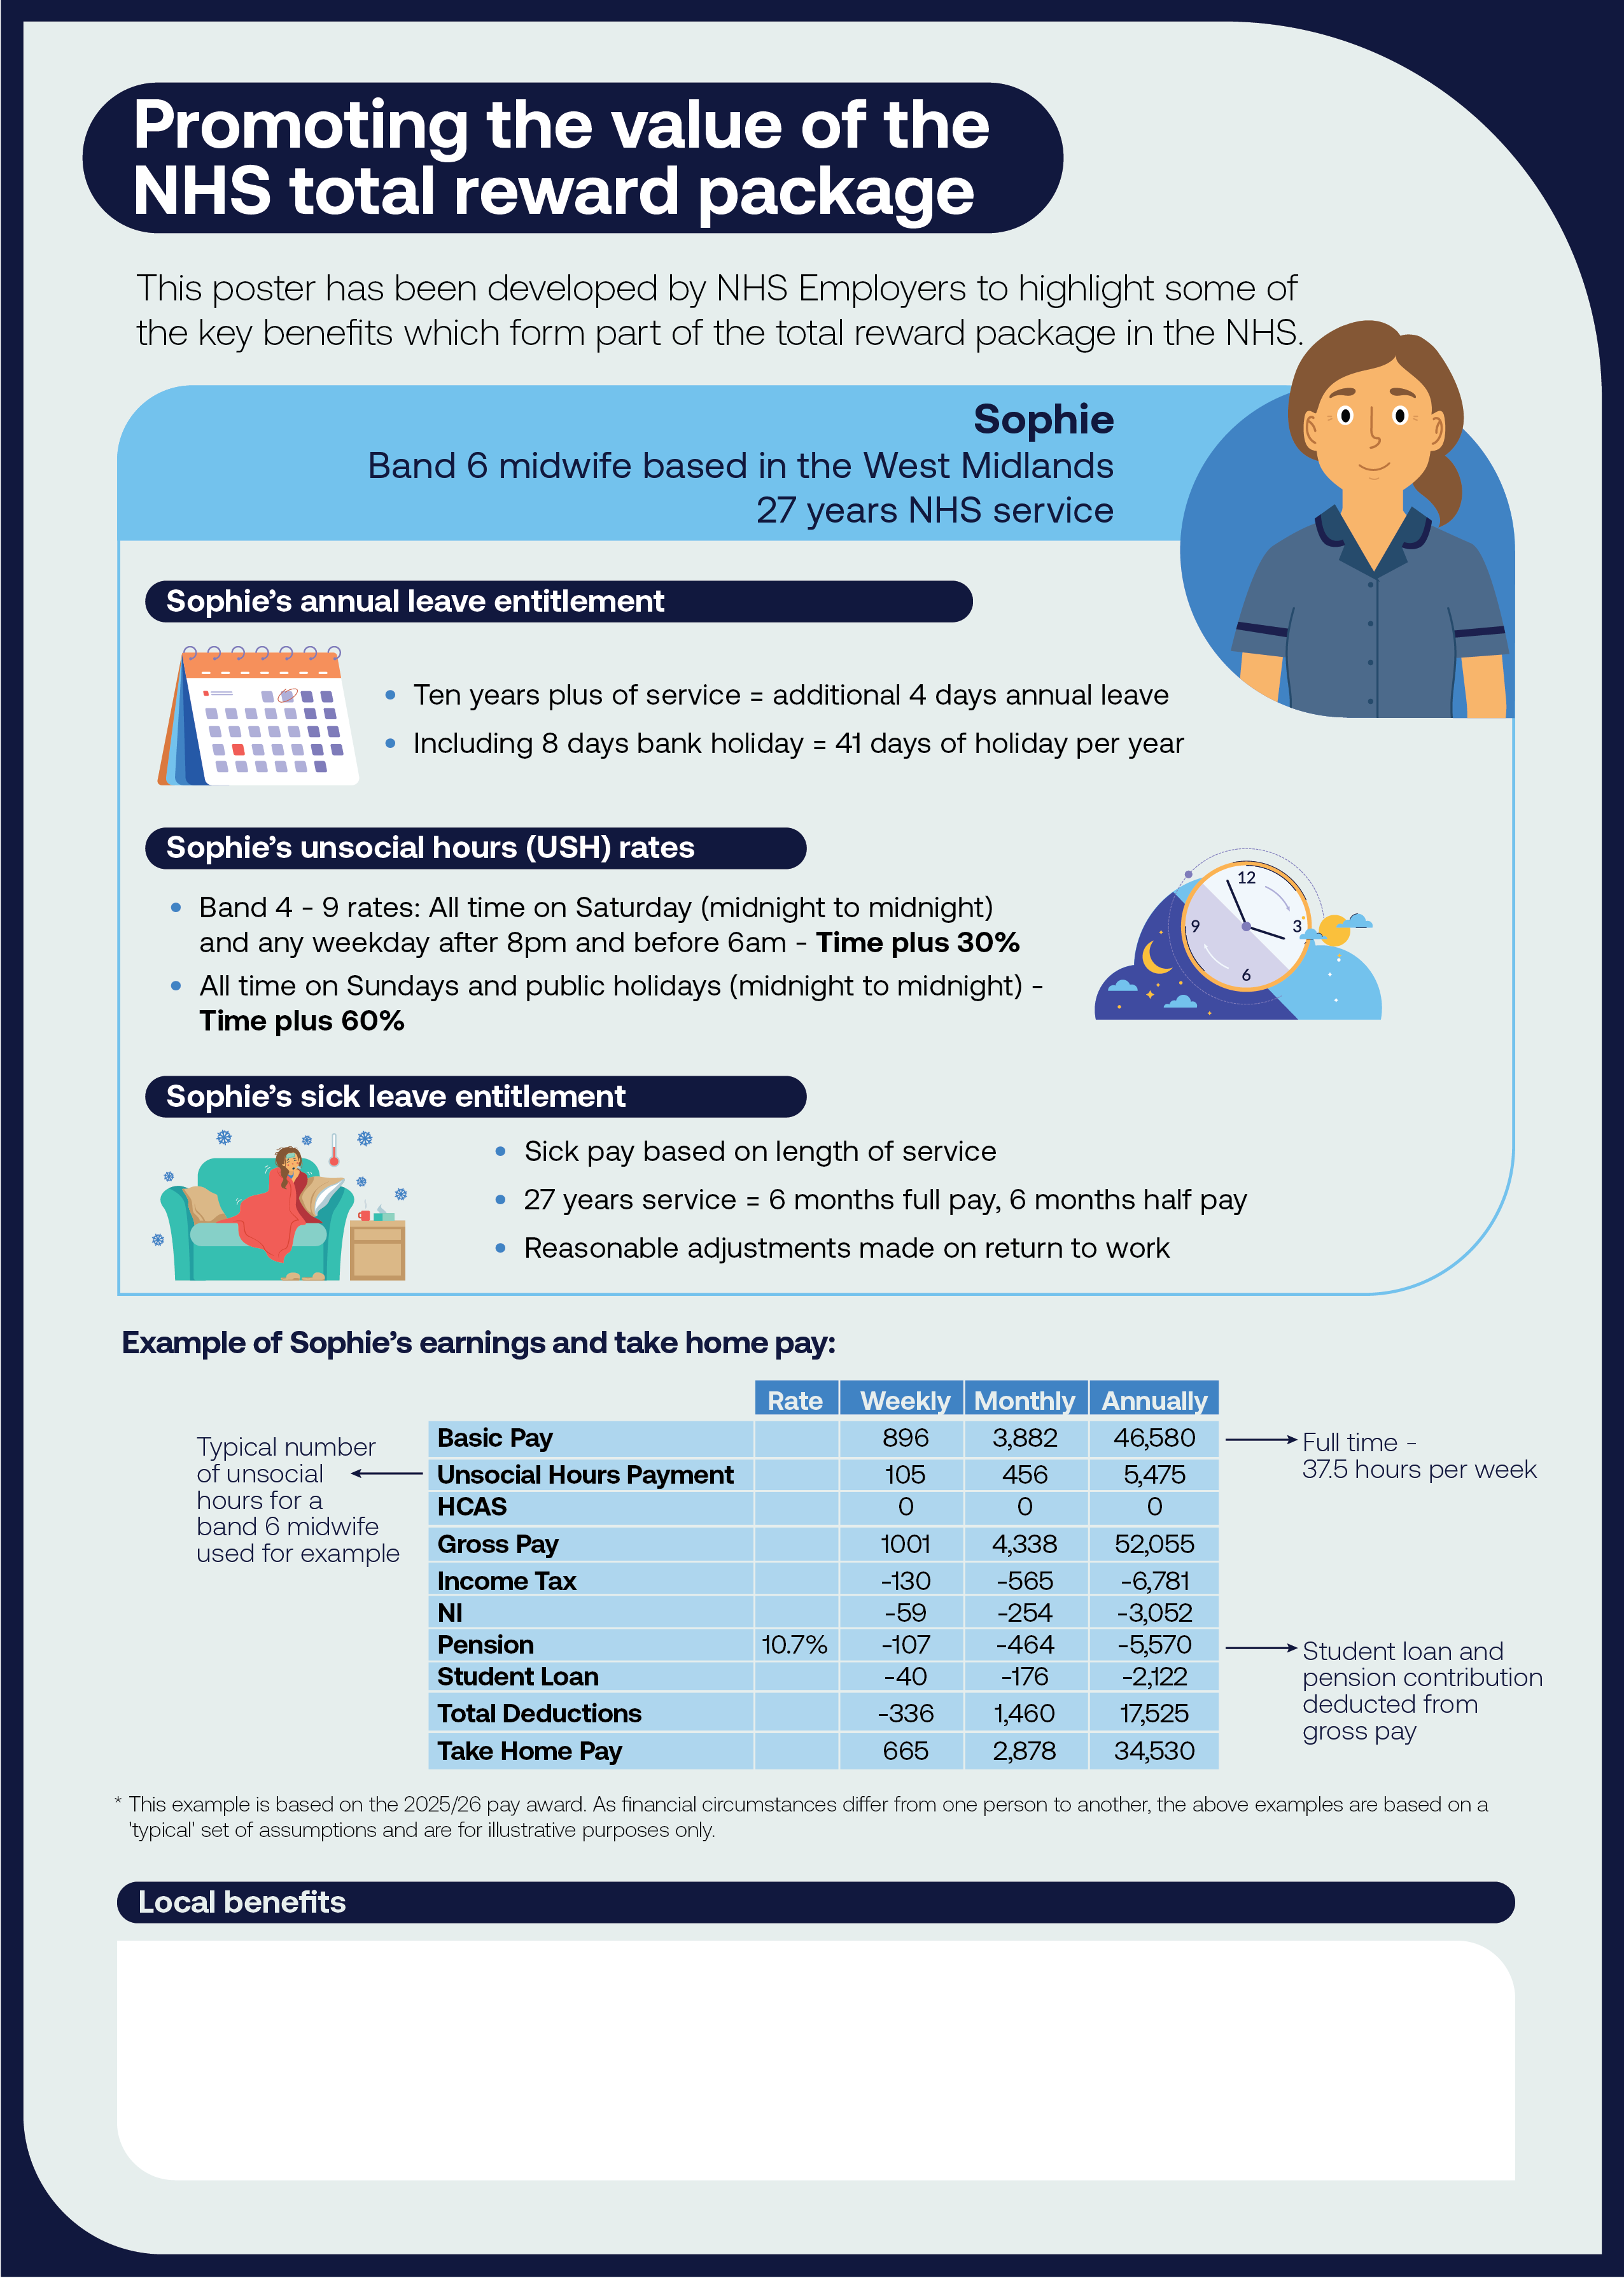 Promoting the value of the
NHS total reward package
This poster has been developed by NHS Employers to highlight some of
the key benefits which form part of the total reward package in the NHS.
Sophie
Band 6 midwife based in the West Midlands
27 years NHS service
Sophie’s annual leave entitlement
• Ten years plus of service = additional 4 days annual leave
• Including 8 days bank holiday = 41 days of holiday per year
Sophie’s unsocial hours (USH) rates
• Band 4 - 9 rates: All time on Saturday (midnight to midnight)
and any weekday after 8pm and before 6am - Time plus 30%
• All time on Sundays and public holidays (midnight to midnight) -
Time plus 60%
12
3
6
9
Sophie’s sick leave entitlement
• Sick pay based on length of service
• 27 years service = 6 months full pay, 6 months half pay
• Reasonable adjustments made on return to work
Example of Sophie’s earnings and take home pay:
Rate Weekly Monthly Annually
Basic Pay 896 3,882 46,580
Unsocial Hours Payment 105 456 5,475
HCAS 0 0 0
Gross Pay 1001 4,338 52,055
Income Tax -130 -565 -6,781
NI -59 -254 -3,052
Pension 10.7% -107 -464 -5,570
Student Loan -40 -176 -2,122
Total Deductions -336 1,460 17,525
Take Home Pay 665 2,878 34,530
Typical number
of unsocial
hours for a
band 6 midwife
used for example
Full time -
37.5 hours per week
Student loan and
pension contribution
deducted from
gross pay
* This example is based on the 2025/26 pay award. As financial circumstances differ from one person to another, the above examples are based on a
'typical' set of assumptions and are for illustrative purposes only.
Local benefits